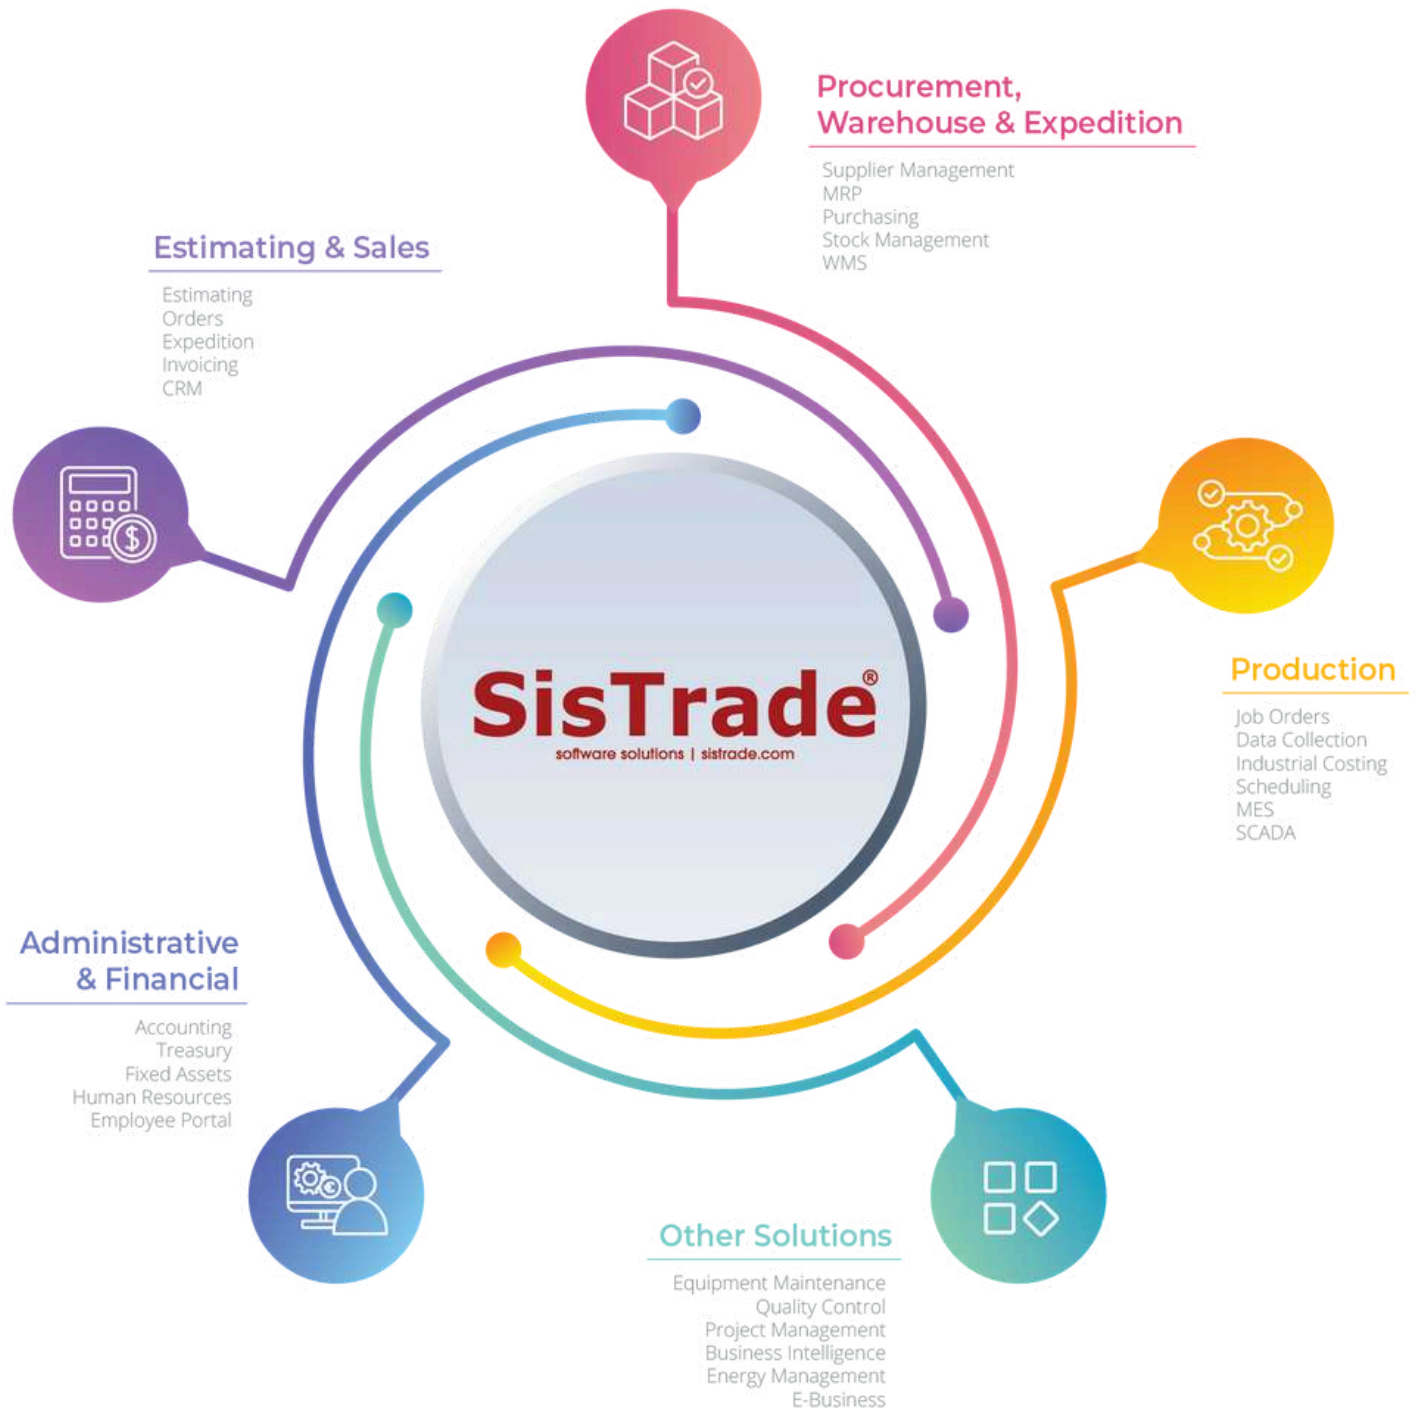 Procurement,
Warehouse & Expedition
Supplier Management
MRP
Purchasing
Stock Management
WMS
Estimating & Sales
Estimating
Orders
Expedition
Invoicing
CRM
$
SisTrade®
software solutions | sistrade.com
Production
Job Orders
Data Collection
Industrial Costing
Scheduling
MES
SCADA
Administrative
& Financial
Accounting
Treasury
Fixed Assets
Human Resources
Employee Portal
€
Other Solutions
Equipment Maintenance
Quality Control
Project Management
Business Intelligence
Energy Management
E-Business